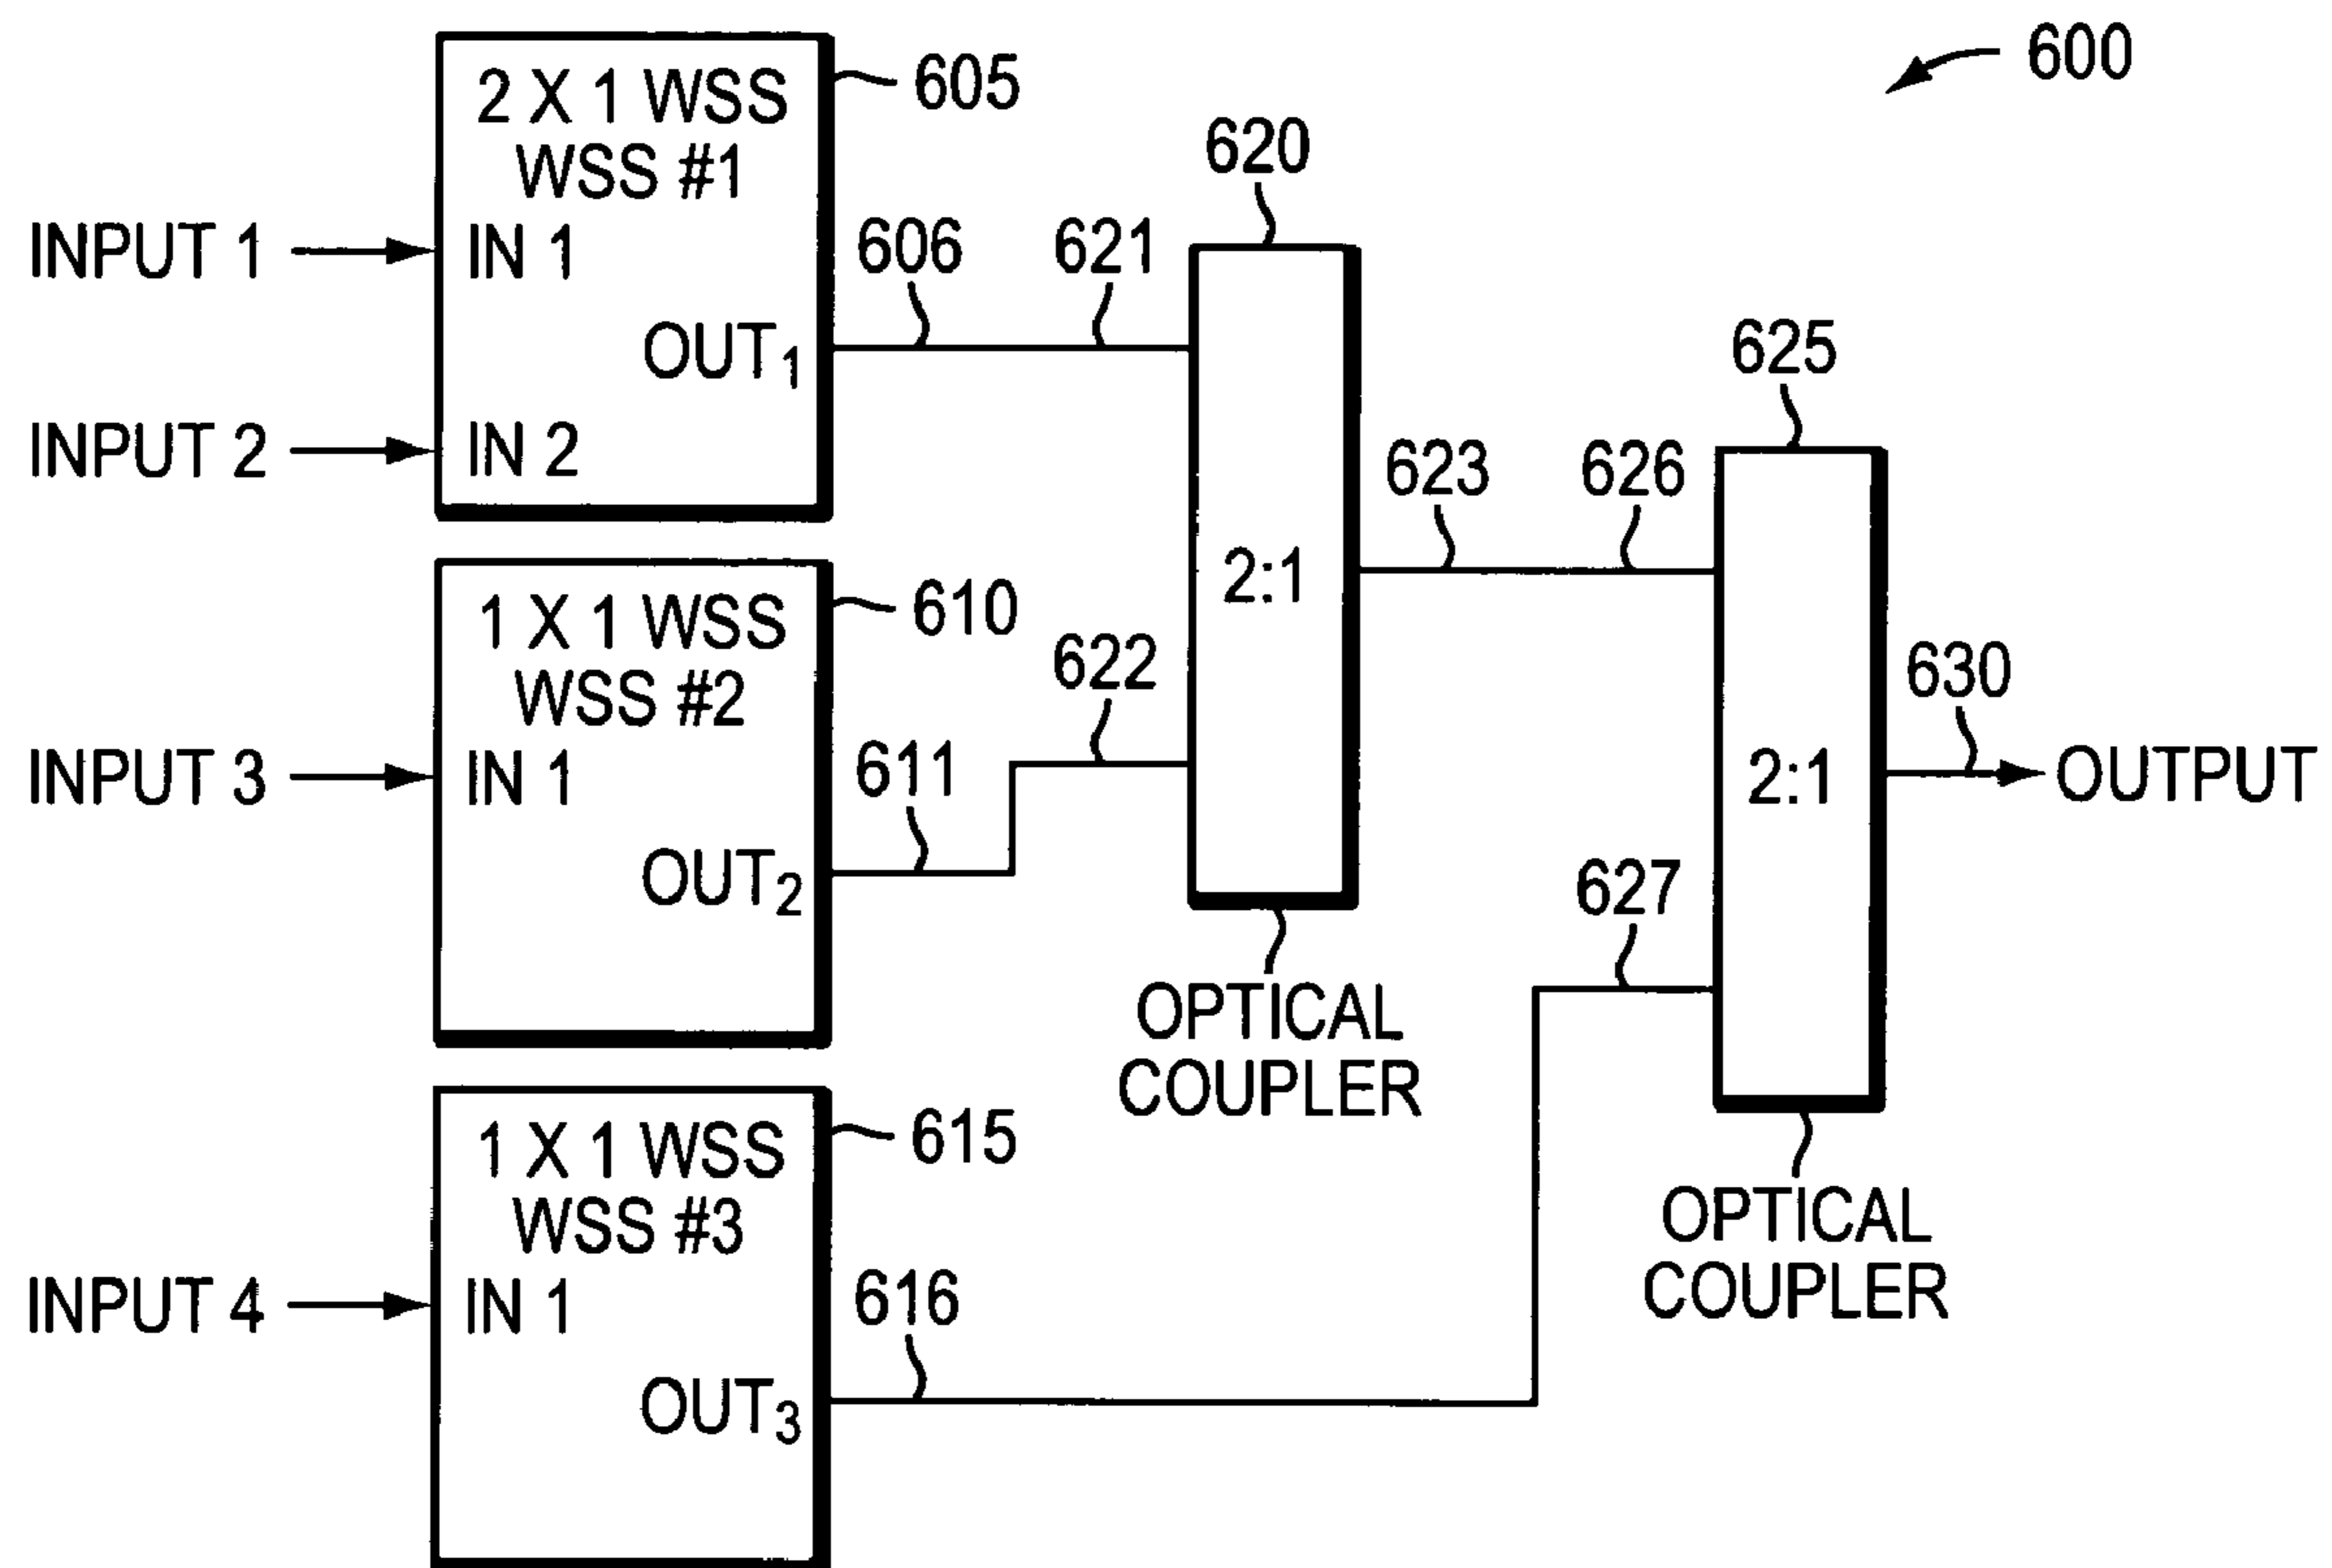 600
2 X 1 WSS
WSS #1
605
INPUT 1
IN 1
OUT1
INPUT 2
IN 2
606
621
620
2:1
OPTICAL
COUPLER
1 X 1 WSS
WSS #2
610
INPUT 3
IN 1
OUT2
611
622
623
626
625
2:1
OPTICAL
COUPLER
630
OUTPUT
627
1 X 1 WSS
WSS #3
615
INPUT 4
IN 1
OUT3
616